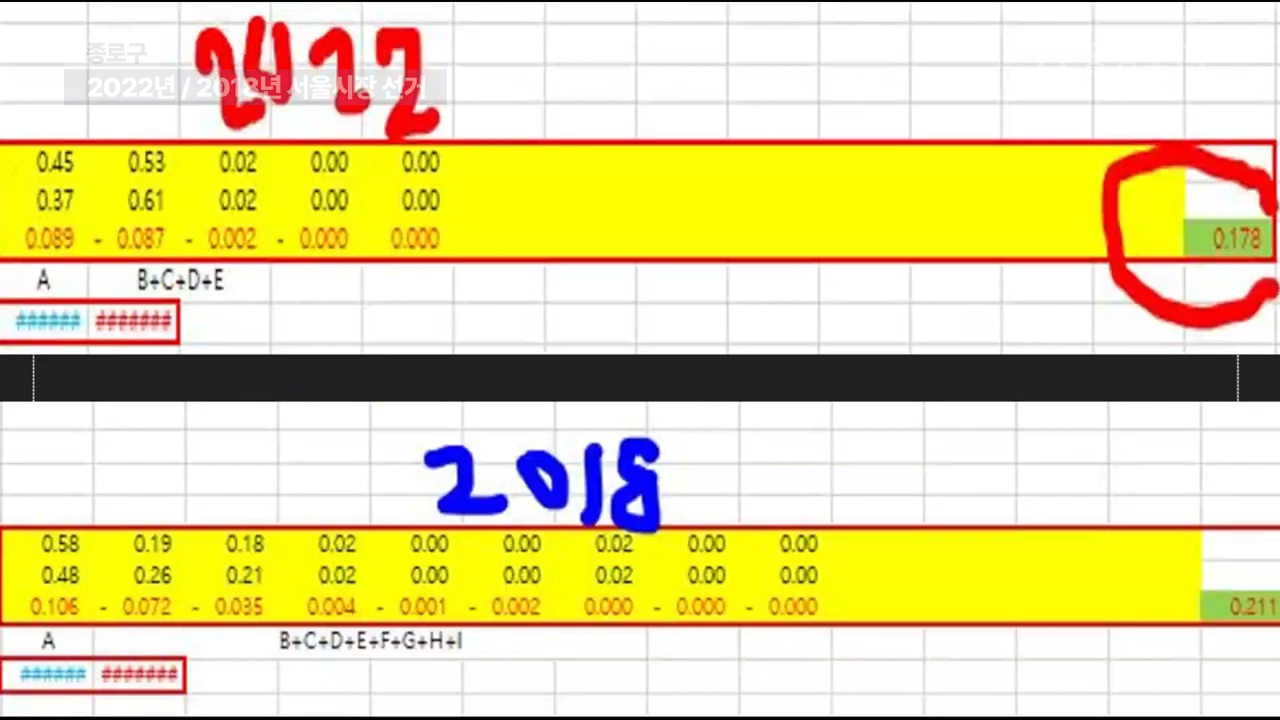 종로구
2022년 / 2018년 서울시장 선거
2022
0.45 0.53 0.02 0.00 0.00
0.37 0.61 0.02 0.00 0.00
0.089 - 0.087 - 0.002 - 0.000 0.000 0.178
A B+C+D+E
###### #######
2018
0.58 0.19 0.18 0.02 0.00 0.00 0.02 0.00 0.00
0.48 0.26 0.21 0.02 0.00 0.00 0.02 0.00 0.00
0.106 - 0.072 - 0.035 0.004 - 0.001 - 0.002 0.000 - 0.000 - 0.000 0.211
A B+C+D+E+F+G+H+I
###### #######